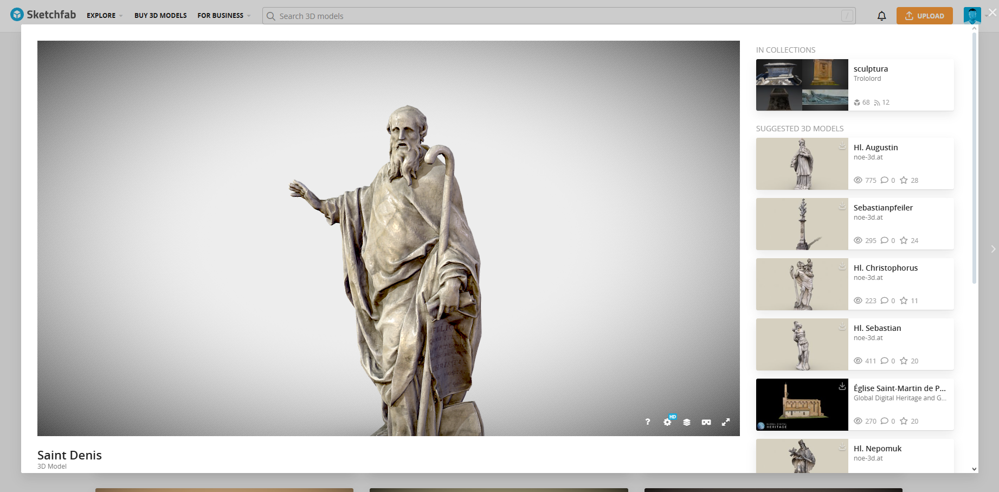 Sketchfab
EXPLORE
BUY 3D MODELS
FOR BUSINESS
Search 3D models
/
UPLOAD
IN COLLECTIONS
sculptura
Trololord
68 12
SUGGESTED 3D MODELS
Hl. Augustin
noe-3d.at
775 0 28
Sebastianpfeiler
noe-3d.at
295 0 24
Hl. Christophorus
noe-3d.at
223 0 11
Hl. Sebastian
noe-3d.at
411 0 20
GLOBAL DIGITAL
HERITAGE
Église Saint-Martin de P...
Global Digital Heritage and G...
270 0 20
Hl. Nepomuk
noe-3d.at
? HD
Saint Denis
3D Model